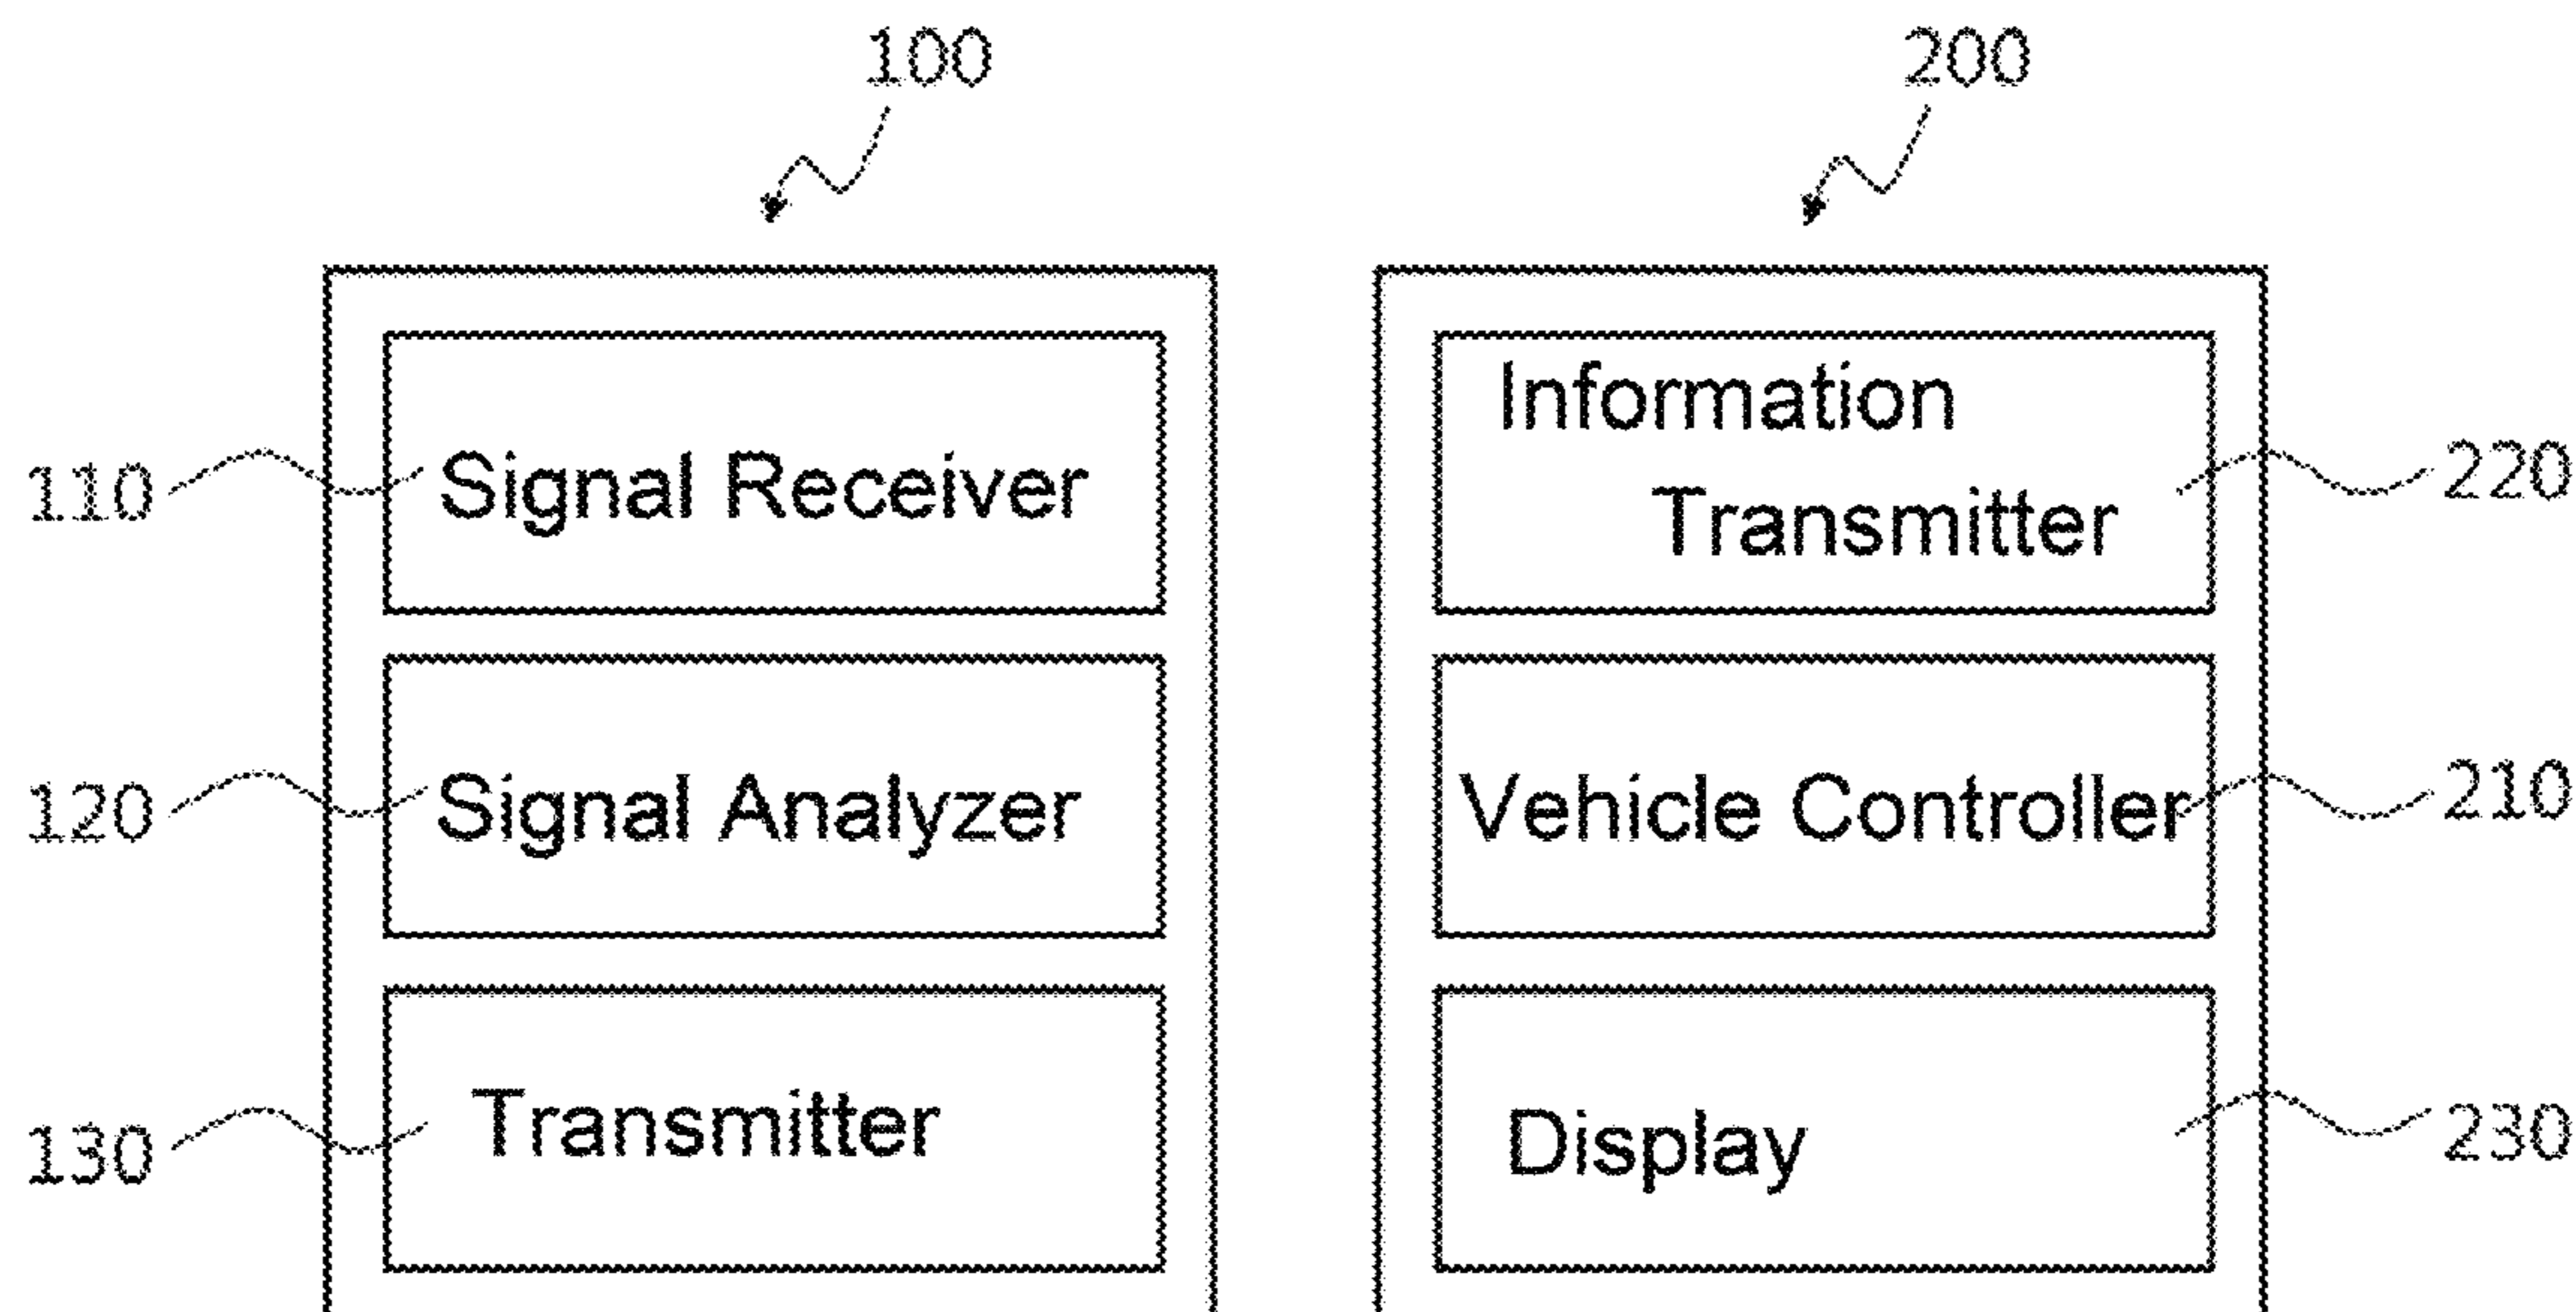 100
200
110
Signal Receiver
Information
Transmitter
220
120
Signal Analyzer
Vehicle Controller
210
130
Transmitter
Display
230